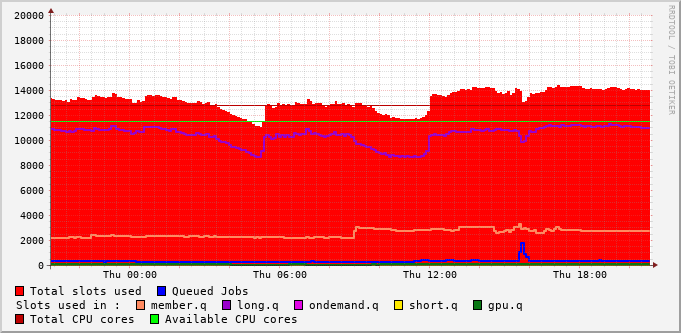 20000
18000
16000
14000
12000
10000
8000
6000
4000
2000
0
Thu 00:00 Thu 06:00 Thu 12:00 Thu 18:00
RRDTOOL / TOBI OETIKER
Total slots used Queued Jobs
Slots used in : member.q long.q ondemand.q short.q gpu.q
Total CPU cores Available CPU cores